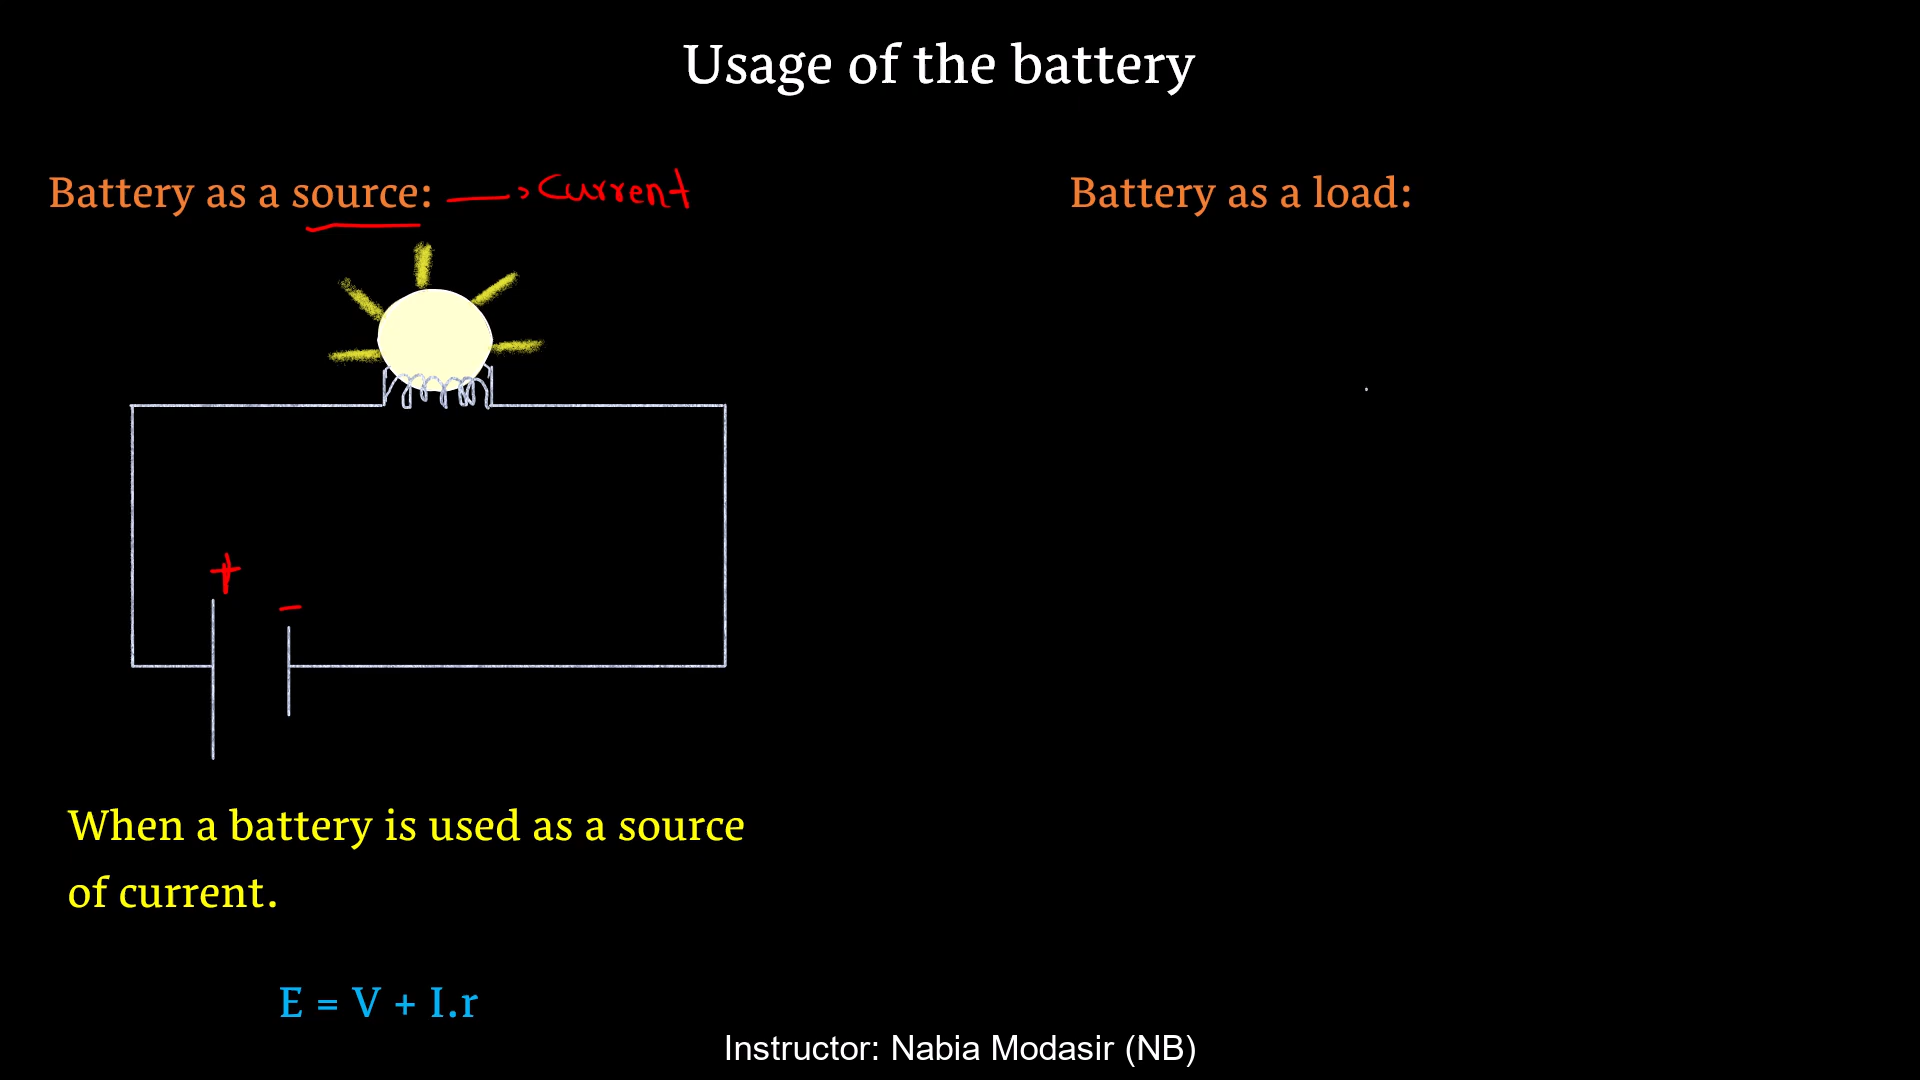 Usage of the battery
Battery as a source: → Current
+
-
When a battery is used as a source
of current.
E = V + I.r
Battery as a load:
Instructor: Nabia Modasir (NB)